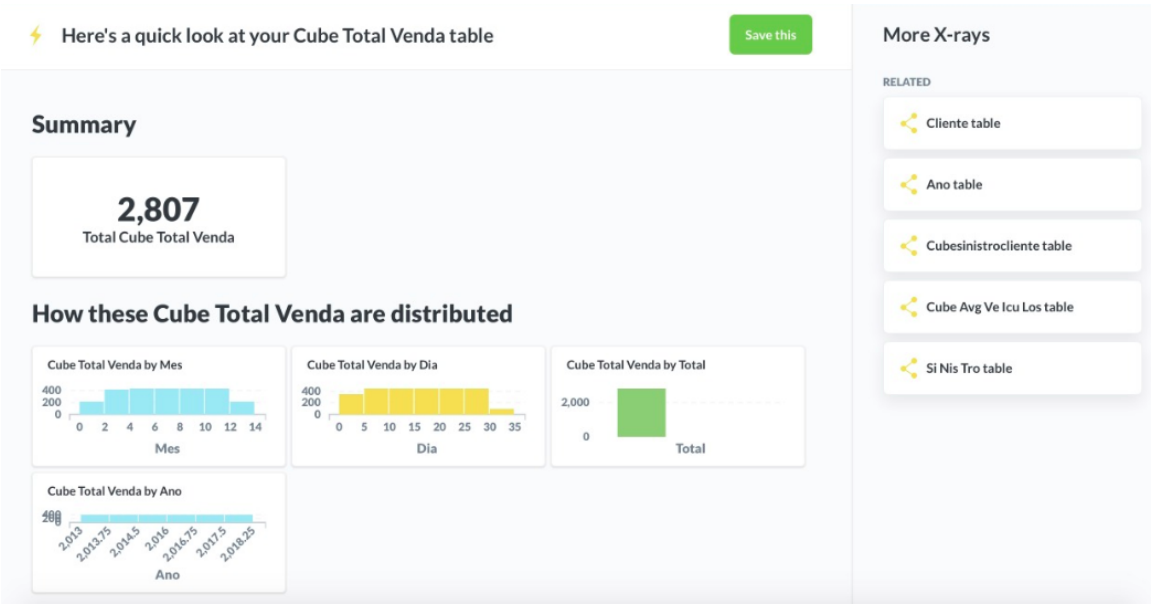 Here's a quick look at your Cube Total Venda table
Save this
Summary
2,807
Total Cube Total Venda
How these Cube Total Venda are distributed
Cube Total Venda by Mes
400
200
0
0 2 4 6 8 10 12 14
Mes
Cube Total Venda by Dia
400
200
0
0 5 10 15 20 25 30 35
Dia
Cube Total Venda by Total
2,000
0
Total
Cube Total Venda by Ano
2,013 2,013.75 2,014.5 2,016 2,016.75 2,017.5 2,018.25
Ano
More X-rays
RELATED
Cliente table
Ano table
Cubesinistrocliente table
Cube Avg Ve Icu Los table
Si Nis Tro table